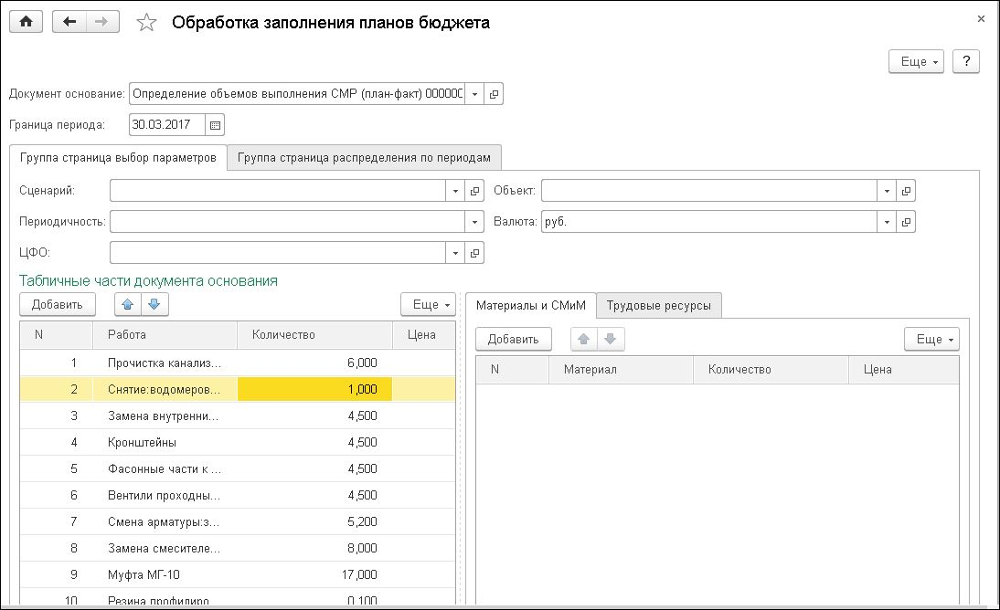 Обработка заполнения планов бюджета
Еще ?
Документ основание: Определение объемов выполнения СМР (план-факт) 000000
Граница периода: 30.03.2017
Группа страница выбор параметров Группа страница распределения по периодам
Сценарий: Объект:
Периодичность: Валюта: руб.
ЦФО:
Табличные части документа основания
Добавить Еще Материалы и СМиМ Трудовые ресурсы
N Работа Количество Цена Добавить Еще
1 Прочистка канализ... 6,000 N Материал Количество Цена
2 Снятие:водомеров... 1,000
3 Замена внутренни... 4,500
4 Кронштейны 4,500
5 Фасонные части к ... 4,500
6 Вентили проходны... 4,500
7 Смена арматуры:з... 5,200
8 Замена смесителе... 8,000
9 Муфта МГ-10 17,000
10 Резина профилиро 0,100